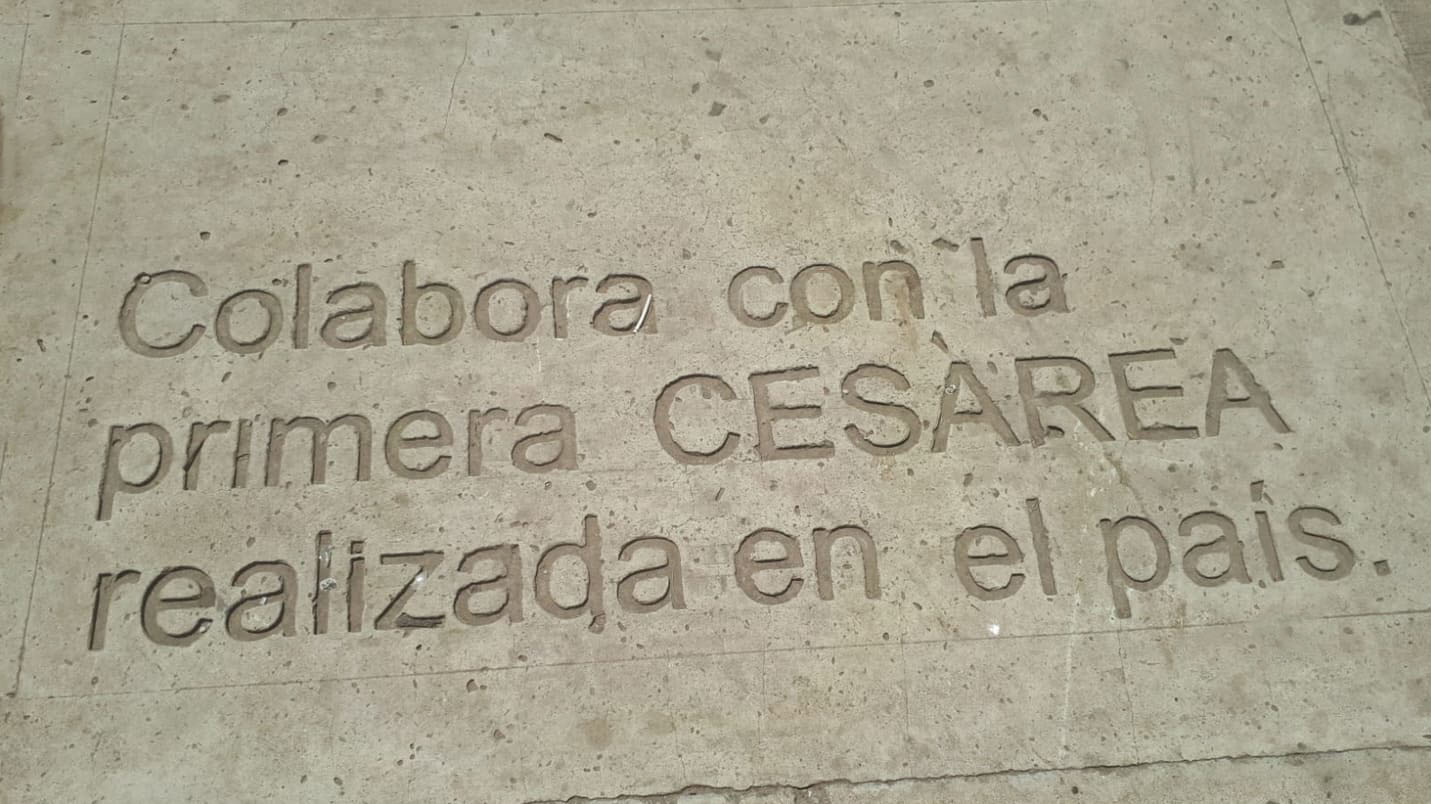 Colabora con la
primera CESÀREA
realizada en el país.